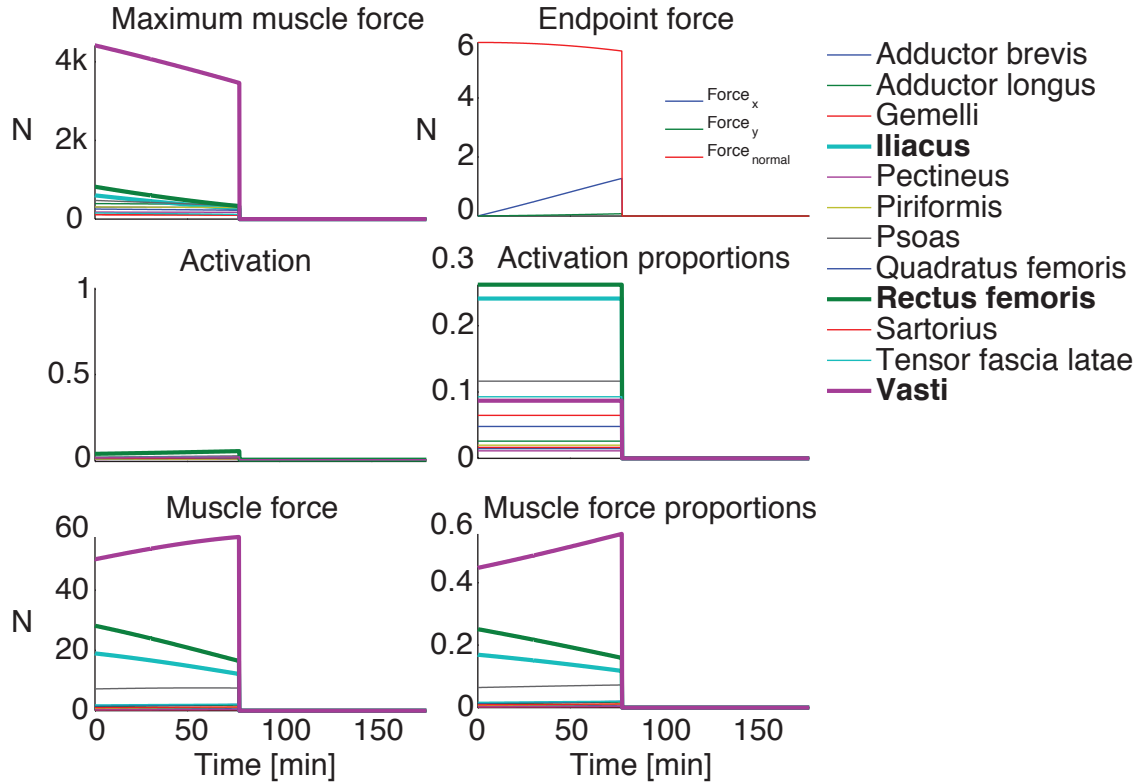 Maximum muscle force
4k
2k
0
N
Endpoint force
6
4
2
0
N
Force x
Force y
Force normal
Adductor brevis
Adductor longus
Gemelli
Iliacus
Pectineus
Piriformis
Psoas
Quadratus femoris
Rectus femoris
Sartorius
Tensor fascia latae
Vasti
Activation
1
0.5
0
Activation proportions
0.3
0.2
0.1
0
Muscle force
60
40
20
0
N
0 50 100 150
Time [min]
Muscle force proportions
0.6
0.4
0.2
0
0 50 100 150
Time [min]